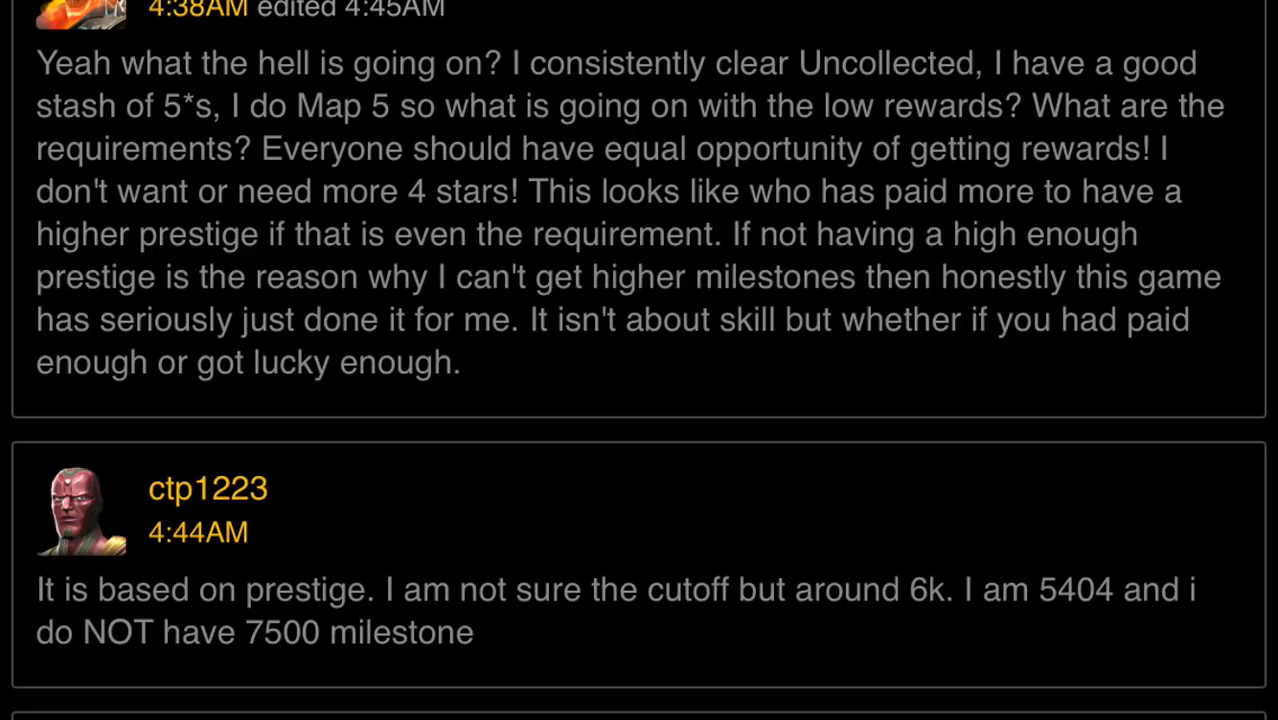 4:38AM edited 4:45AM
Yeah what the hell is going on? I consistently clear Uncollected, I have a good
stash of 5*s, I do Map 5 so what is going on with the low rewards? What are the
requirements? Everyone should have equal opportunity of getting rewards! I
don't want or need more 4 stars! This looks like who has paid more to have a
higher prestige if that is even the requirement. If not having a high enough
prestige is the reason why I can't get higher milestones then honestly this game
has seriously just done it for me. It isn't about skill but whether if you had paid
enough or got lucky enough.
ctp1223
4:44AM
It is based on prestige. I am not sure the cutoff but around 6k. I am 5404 and i
do NOT have 7500 milestone